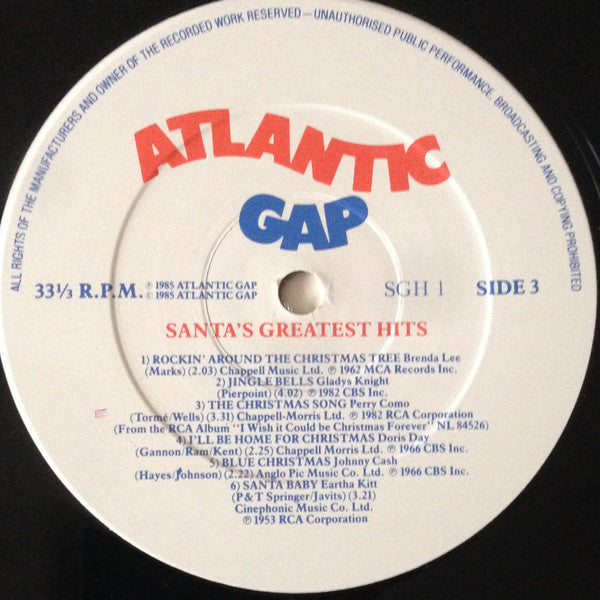 ALL RIGHTS OF THE MANUFACTURERS AND OWNER OF THE RECORDED WORK RESERVED – UNAUTHORISED PUBLIC PERFORMANCE, BROADCASTING AND COPYING PROHIBITED
ATLANTIC
GAP
33⅓ R.P.M. ℗ 1985 ATLANTIC GAP
© 1985 ATLANTIC GAP
SGH 1 SIDE 3
SANTA'S GREATEST HITS
1) ROCKIN' AROUND THE CHRISTMAS TREE Brenda Lee
(Marks) (2.03) Chappell Music Ltd. ℗ 1962 MCA Records Inc.
2) JINGLE BELLS Gladys Knight
(Pierpoint) (4.02) ℗ 1982 CBS Inc.
3) THE CHRISTMAS SONG Perry Como
(Tormé/Wells) (3.31) Chappell-Morris Ltd. ℗ 1982 RCA Corporation
(From the RCA Album "I Wish it Could be Christmas Forever" NL 84526)
4) I'LL BE HOME FOR CHRISTMAS Doris Day
(Gannon/Ram/Kent) (2.25) Chappell Morris Ltd. ℗ 1966 CBS Inc.
5) BLUE CHRISTMAS Johnny Cash
(Hayes/Johnson) (2.22) Anglo Pic Music Co. Ltd. ℗ 1966 CBS Inc.
6) SANTA BABY Eartha Kitt
(P & T Springer/Javits) (3.21)
Cinephonic Music Co. Ltd.
℗ 1953 RCA Corporation